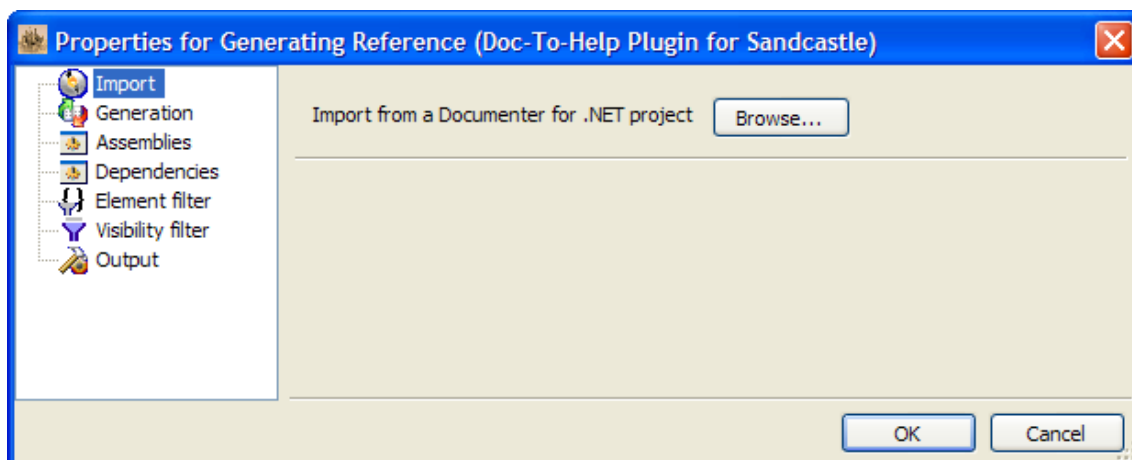 Properties for Generating Reference (Doc-To-Help Plugin for Sandcastle)
Import
Generation
Assemblies
Dependencies
Element filter
Visibility filter
Output
Import from a Documenter for .NET project
Browse...
OK
Cancel